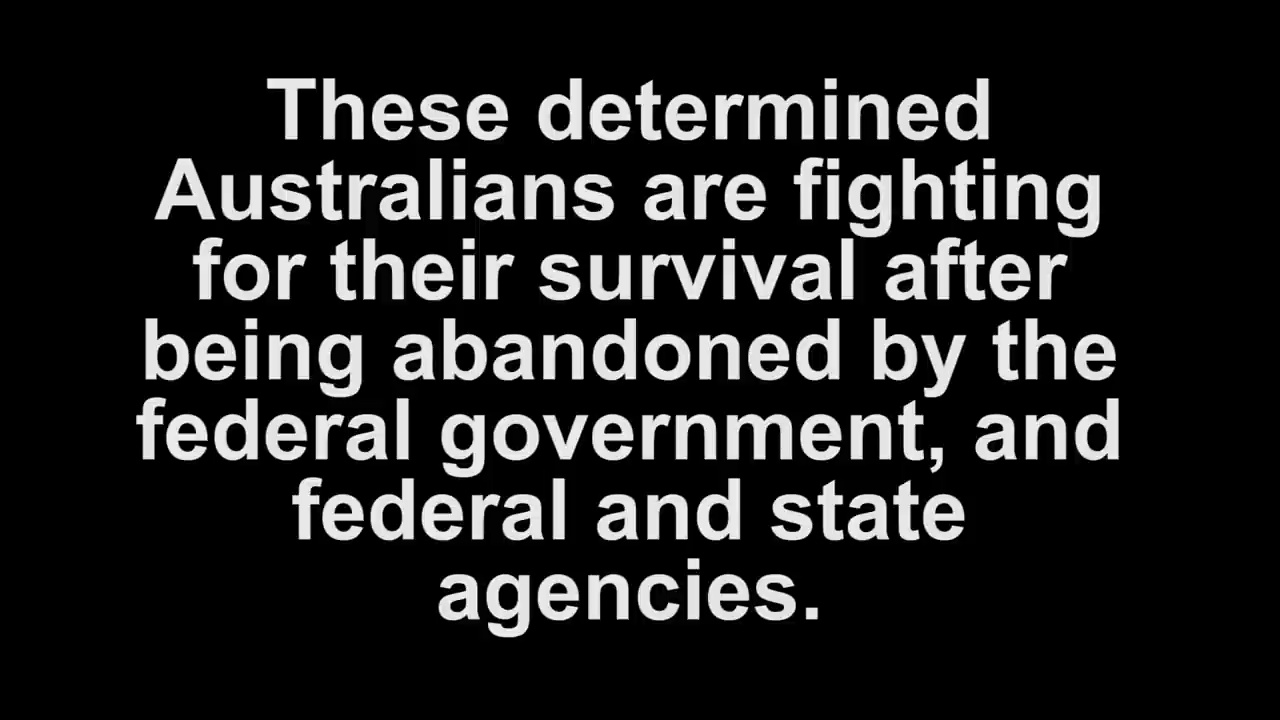 These determined
Australians are fighting
for their survival after
being abandoned by the
federal government, and
federal and state
agencies.